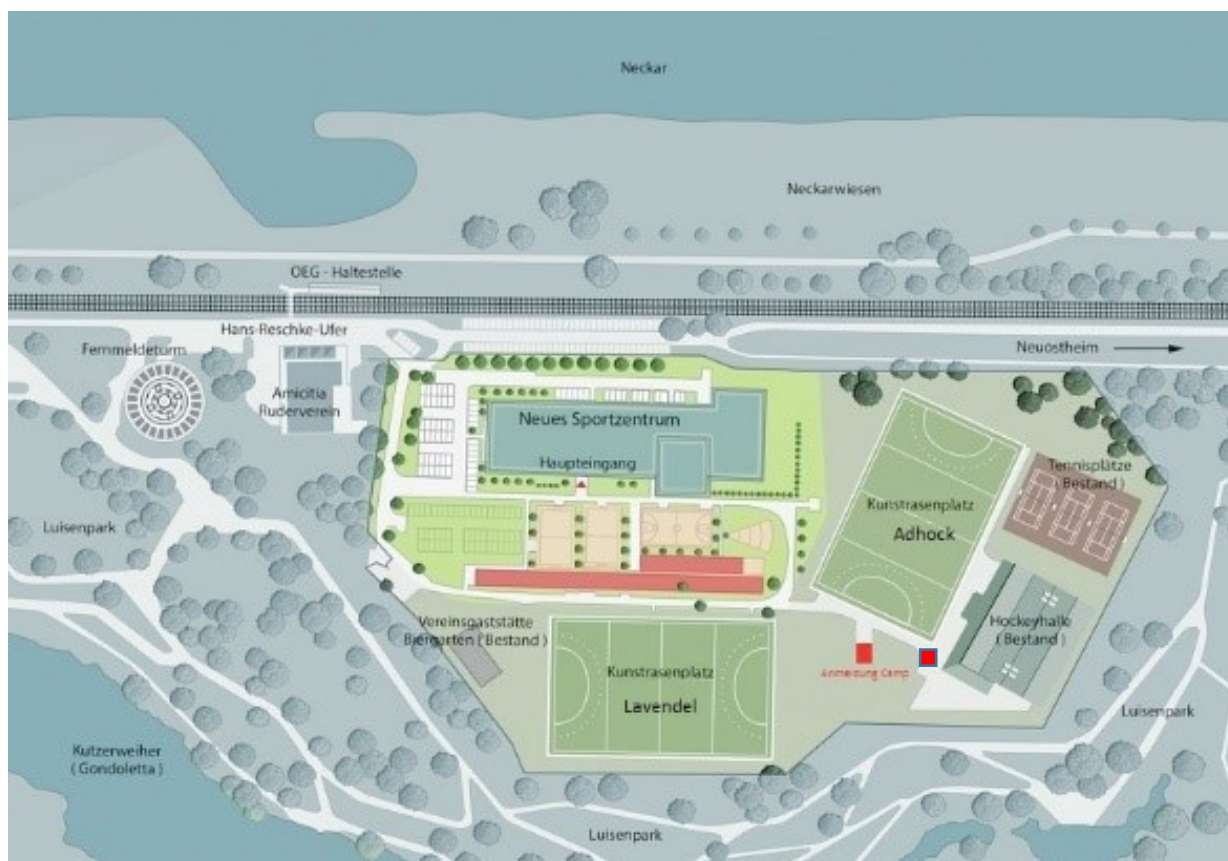 Neckar
Neckarwiesen
OEG - Haltestelle
Hans-Reschke-Ufer
Fernmeldeturm
Neuostheim
Amicitia
Ruderverein
Neues Sportzentrum
Haupteingang
Tennisplätze
( Bestand )
Kunstrasenplatz
Adhock
Luisenpark
Vereinsgaststätte
Biergarten ( Bestand )
Hockeyhalle
( Bestand )
Kunstrasenplatz
Lavendel
Anmeldung Camp
Luisenpark
Kutzerweiher
( Gondoletta )
Luisenpark